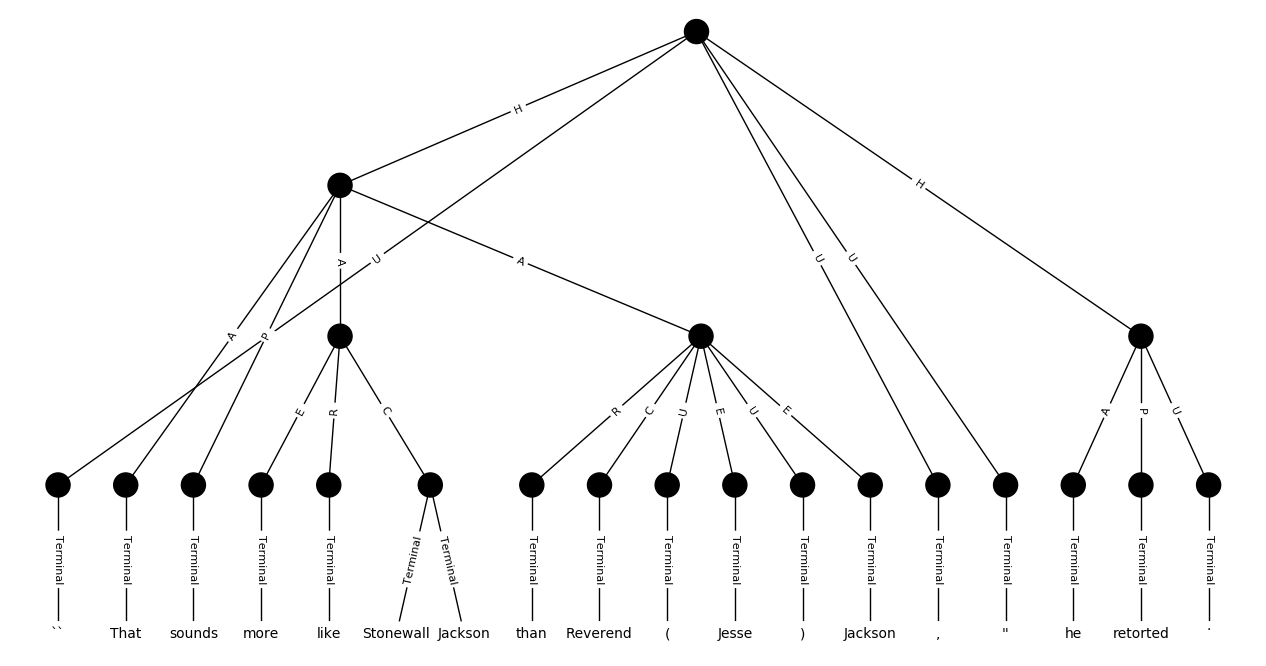 H
H
A
U
A
U
U
A
P
E
R
C
R
C
U
E
U
E
A
P
U
Terminal Terminal Terminal Terminal Terminal Terminal Terminal Terminal Terminal Terminal Terminal Terminal Terminal Terminal Terminal Terminal Terminal Terminal
`` That sounds more like Stonewall Jackson than Reverend ( Jesse ) Jackson , " he retorted .